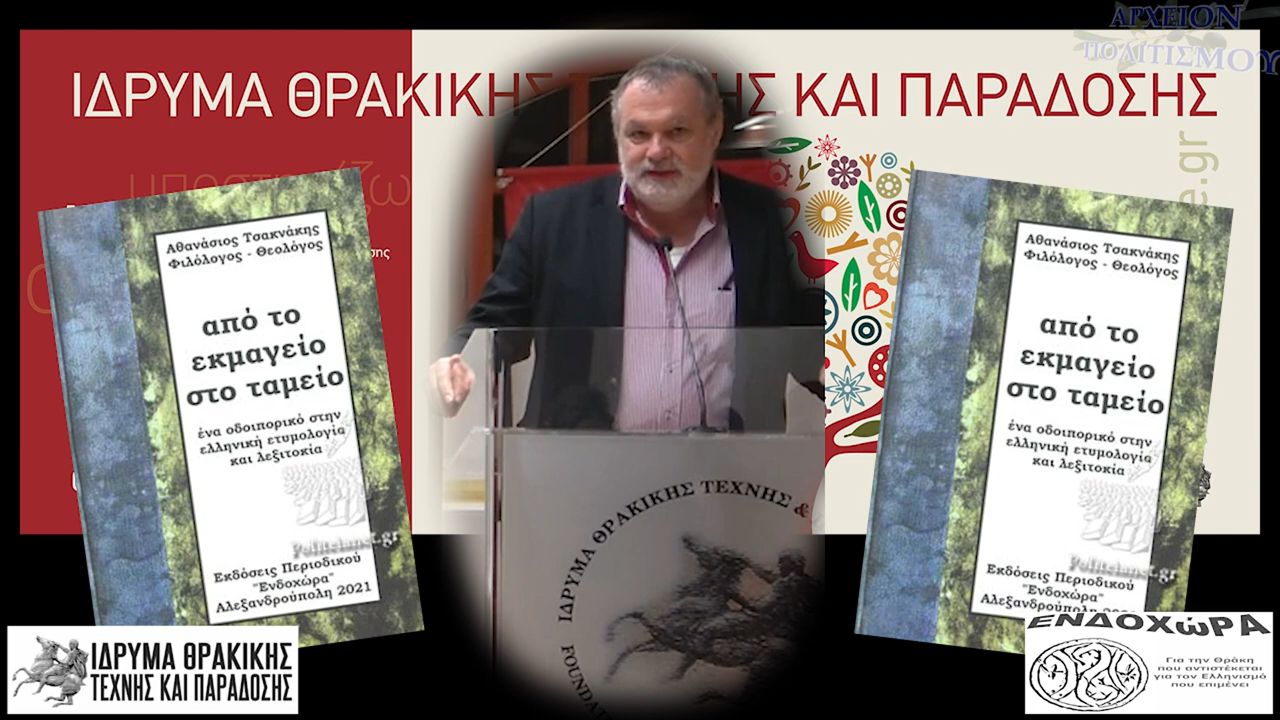 ΑΡΧΕΙΟΝ
ΠΟΛΙΤΙΣΜΟΥ
ΙΔΡΥΜΑ ΘΡΑΚΙΚΗΣ ΗΣ ΚΑΙ ΠΑΡΑΔΟΣΗΣ
Αθανάσιος Τσακνάκης
Φιλόλογος - Θεολόγος
από το
εκμαγείο
στο ταμείο
ένα οδοιπορικό στην
ελληνική ετυμολογία
και λεξιτοκία
Politeianet.gr
Εκδόσεις Περιοδικού
"Ενδοχώρα"
Αλεξανδρούπολη 2021
ΙΔΡΥΜΑ ΘΡΑΚΙΚΗΣ ΤΕΧΝΗΣ &
FOUNDAT
Αθανάσιος Τσακνάκης
Φιλόλογος - Θεολόγος
από το
εκμαγείο
στο ταμείο
ένα οδοιπορικό στην
ελληνική ετυμολογία
και λεξιτοκία
Politeianet.gr
Εκδόσεις Περιοδικού
"Ενδοχώρα"
Αλεξανδρούπολη
e.gr
ΙΔΡΥΜΑ ΘΡΑΚΙΚΗΣ
ΤΕΧΝΗΣ ΚΑΙ ΠΑΡΑΔΟΣΗΣ
ΕΝΔΟΧΩΡΑ
Για την Θράκη
που αντιστέκεται
για τον Ελληνισμό
που επιμένει